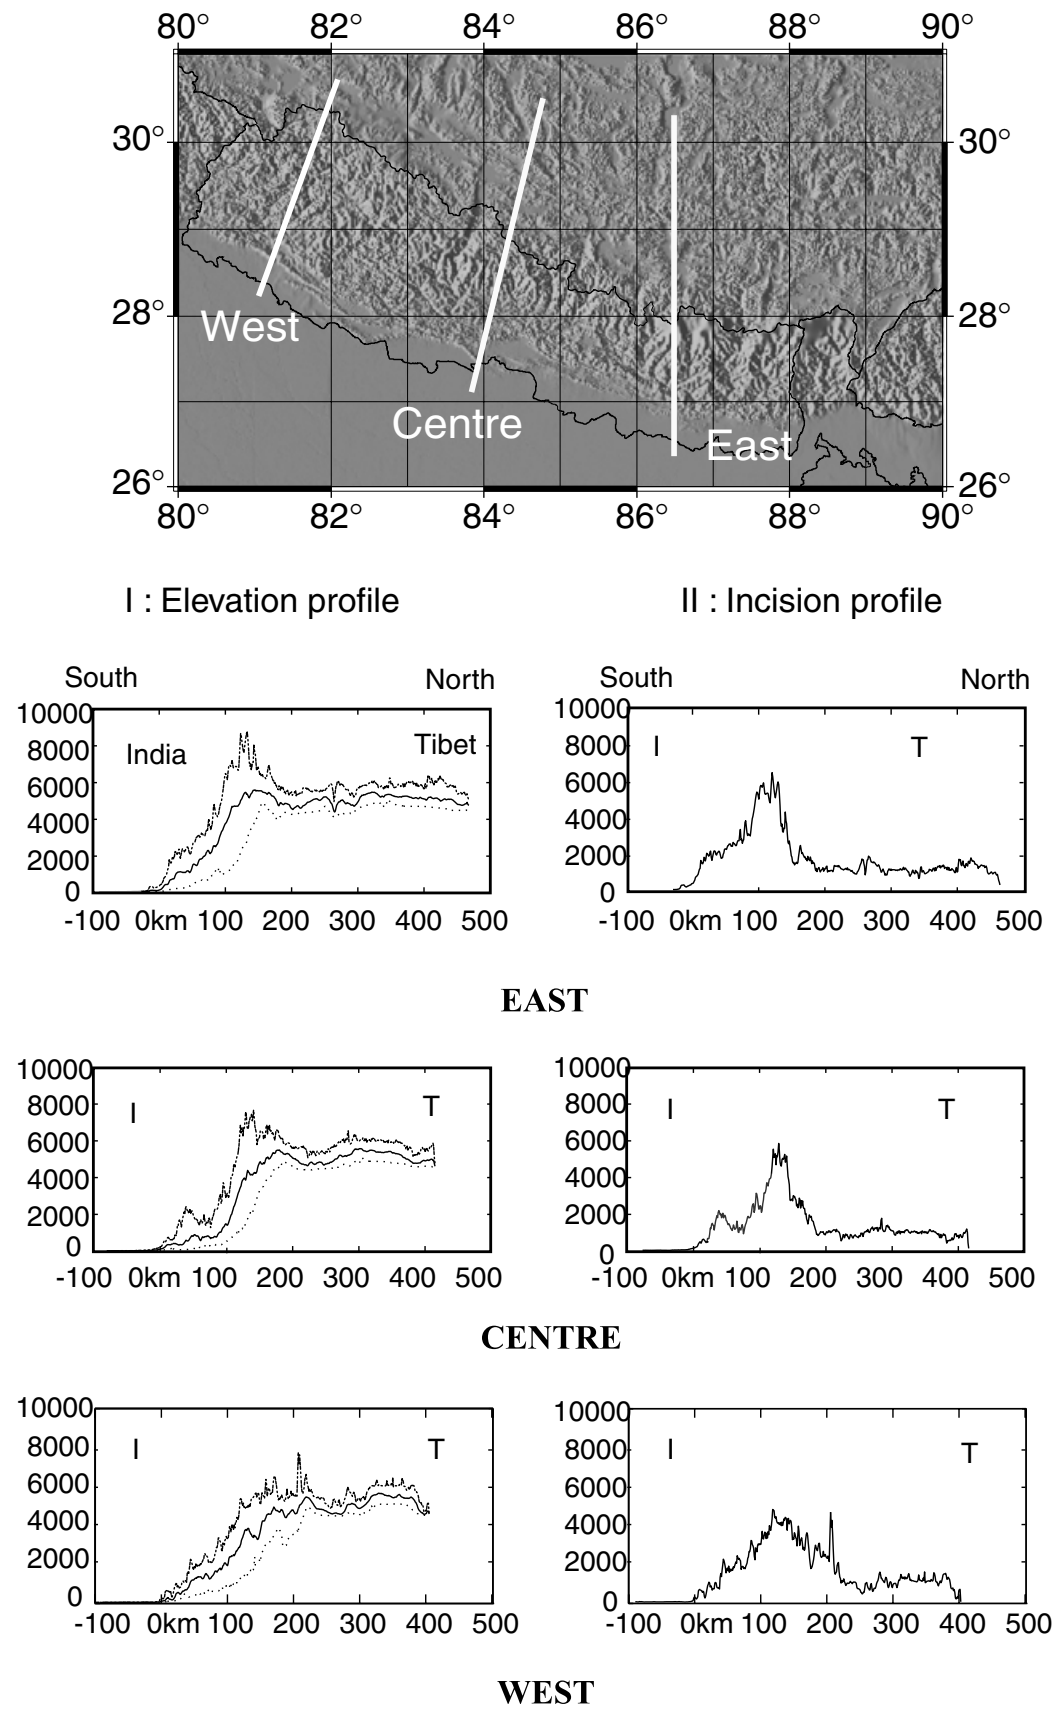 80° 82° 84° 86° 88° 90°
30° 30°
28° 28°
West
Centre
East
26° 26°
80° 82° 84° 86° 88° 90°
I : Elevation profile II : Incision profile
South North South North
10000 10000
India Tibet I T
8000 8000
6000 6000
4000 4000
2000 2000
0 0
-100 0km 100 200 300 400 500 -100 0km 100 200 300 400 500
EAST
10000 10000
8000 I T 8000 I T
6000 6000
4000 4000
2000 2000
0 0
-100 0km 100 200 300 400 500 -100 0km 100 200 300 400 500
CENTRE
10000 10000
8000 I T 8000 I T
6000 6000
4000 4000
2000 2000
0 0
-100 0km 100 200 300 400 500 -100 0km 100 200 300 400 500
WEST